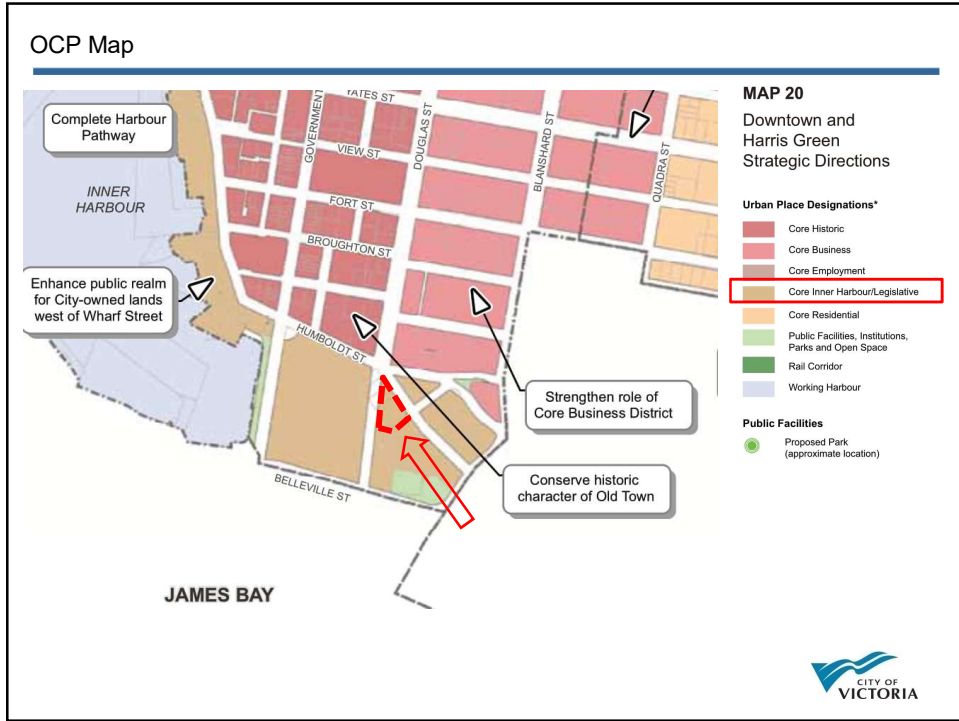 OCP Map
Complete Harbour
Pathway
INNER
HARBOUR
Enhance public realm
for City-owned lands
west of Wharf Street
YATES ST
GOVERNMENT
VIEW ST
DOUGLAS ST
FORT ST
BLANSHARD ST
QUADRA ST
BROUGHTON ST
HUMBOLDT ST
Strengthen role of
Core Business District
Conserve historic
character of Old Town
BELLEVILLE ST
JAMES BAY
MAP 20
Downtown and
Harris Green
Strategic Directions
Urban Place Designations*
Core Historic
Core Business
Core Employment
Core Inner Harbour/Legislative
Core Residential
Public Facilities, Institutions,
Parks and Open Space
Rail Corridor
Working Harbour
Public Facilities
Proposed Park
(approximate location)
CITY OF
VICTORIA